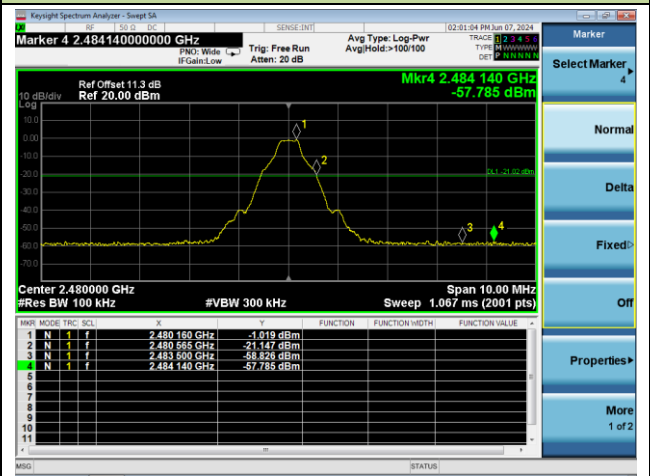 Keysight Spectrum Analyzer - Swept SA
RF 50 Ω DC SENSE:INT 02:01:04 PM Jun 07, 2024
Marker 4 2.484140000000 GHz
PNO: Wide
IFGain:Low
Trig: Free Run
Atten: 20 dB
Avg Type: Log-Pwr
Avg|Hold:>100/100
TRACE 1 2 3 4 5 6
TYPE M WWWWW
DET P NNNNN
Ref Offset 11.3 dB
10 dB/div Ref 20.00 dBm
Log
Mkr4 2.484 140 GHz
-57.785 dBm
10.0
0.00
-10.0
-20.0
-30.0
-40.0
-50.0
-60.0
-70.0
1
2
3
4
DL1 -21.02 dBm
Center 2.480000 GHz Span 10.00 MHz
#Res BW 100 kHz #VBW 300 kHz Sweep 1.067 ms (2001 pts)
MKR MODE TRC SCL X Y FUNCTION FUNCTION WIDTH FUNCTION VALUE
1 N 1 f 2.480 160 GHz -1.019 dBm
2 N 1 f 2.480 565 GHz -21.147 dBm
3 N 1 f 2.483 500 GHz -58.826 dBm
4 N 1 f 2.484 140 GHz -57.785 dBm
5
6
7
8
9
10
11
MSG STATUS
Marker
Select Marker
4
Normal
Delta
Fixed
Off
Properties
More
1 of 2